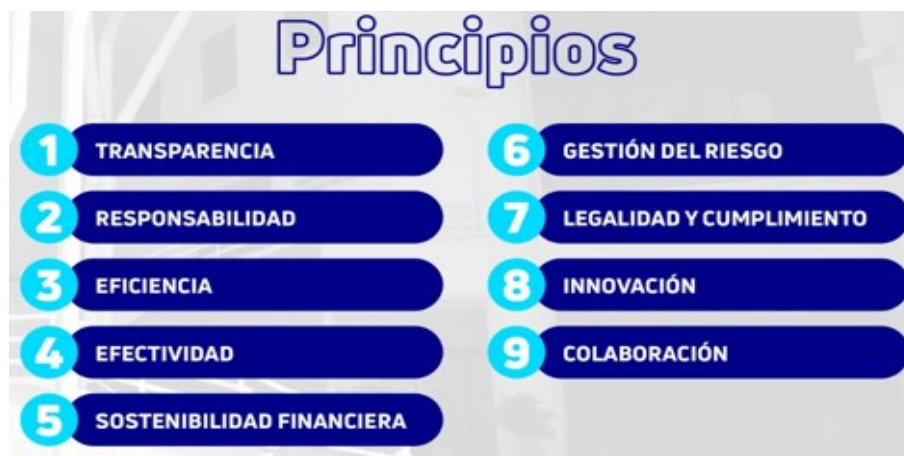 Principios
1 TRANSPARENCIA
2 RESPONSABILIDAD
3 EFICIENCIA
4 EFECTIVIDAD
5 SOSTENIBILIDAD FINANCIERA
6 GESTIÓN DEL RIESGO
7 LEGALIDAD Y CUMPLIMIENTO
8 INNOVACIÓN
9 COLABORACIÓN